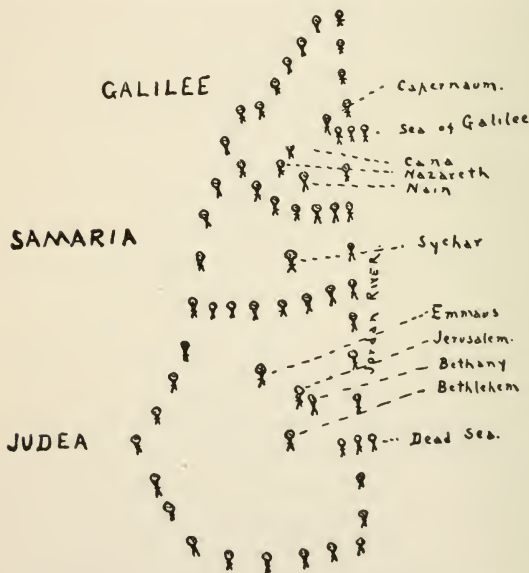 GALILEE
Capernaum.
Sea of Galilee
Cana
Nazareth
Nain
SAMARIA
Sychar
Jordan RIVER
Emmaus
Jerusalem.
Bethany
Bethlehem
JUDEA
Dead Sea.